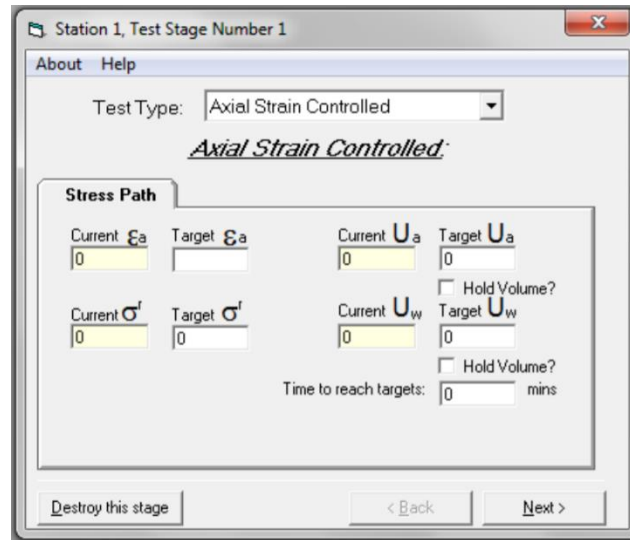 Station 1, Test Stage Number 1
About Help
Test Type: Axial Strain Controlled
Axial Strain Controlled:
Stress Path
Current εa Target εa Current Ua Target Ua
0 0 0
Hold Volume?
Current σr Target σr Current Uw Target Uw
0 0 0 0
Hold Volume?
Time to reach targets: 0 mins
Destroy this stage < Back Next >